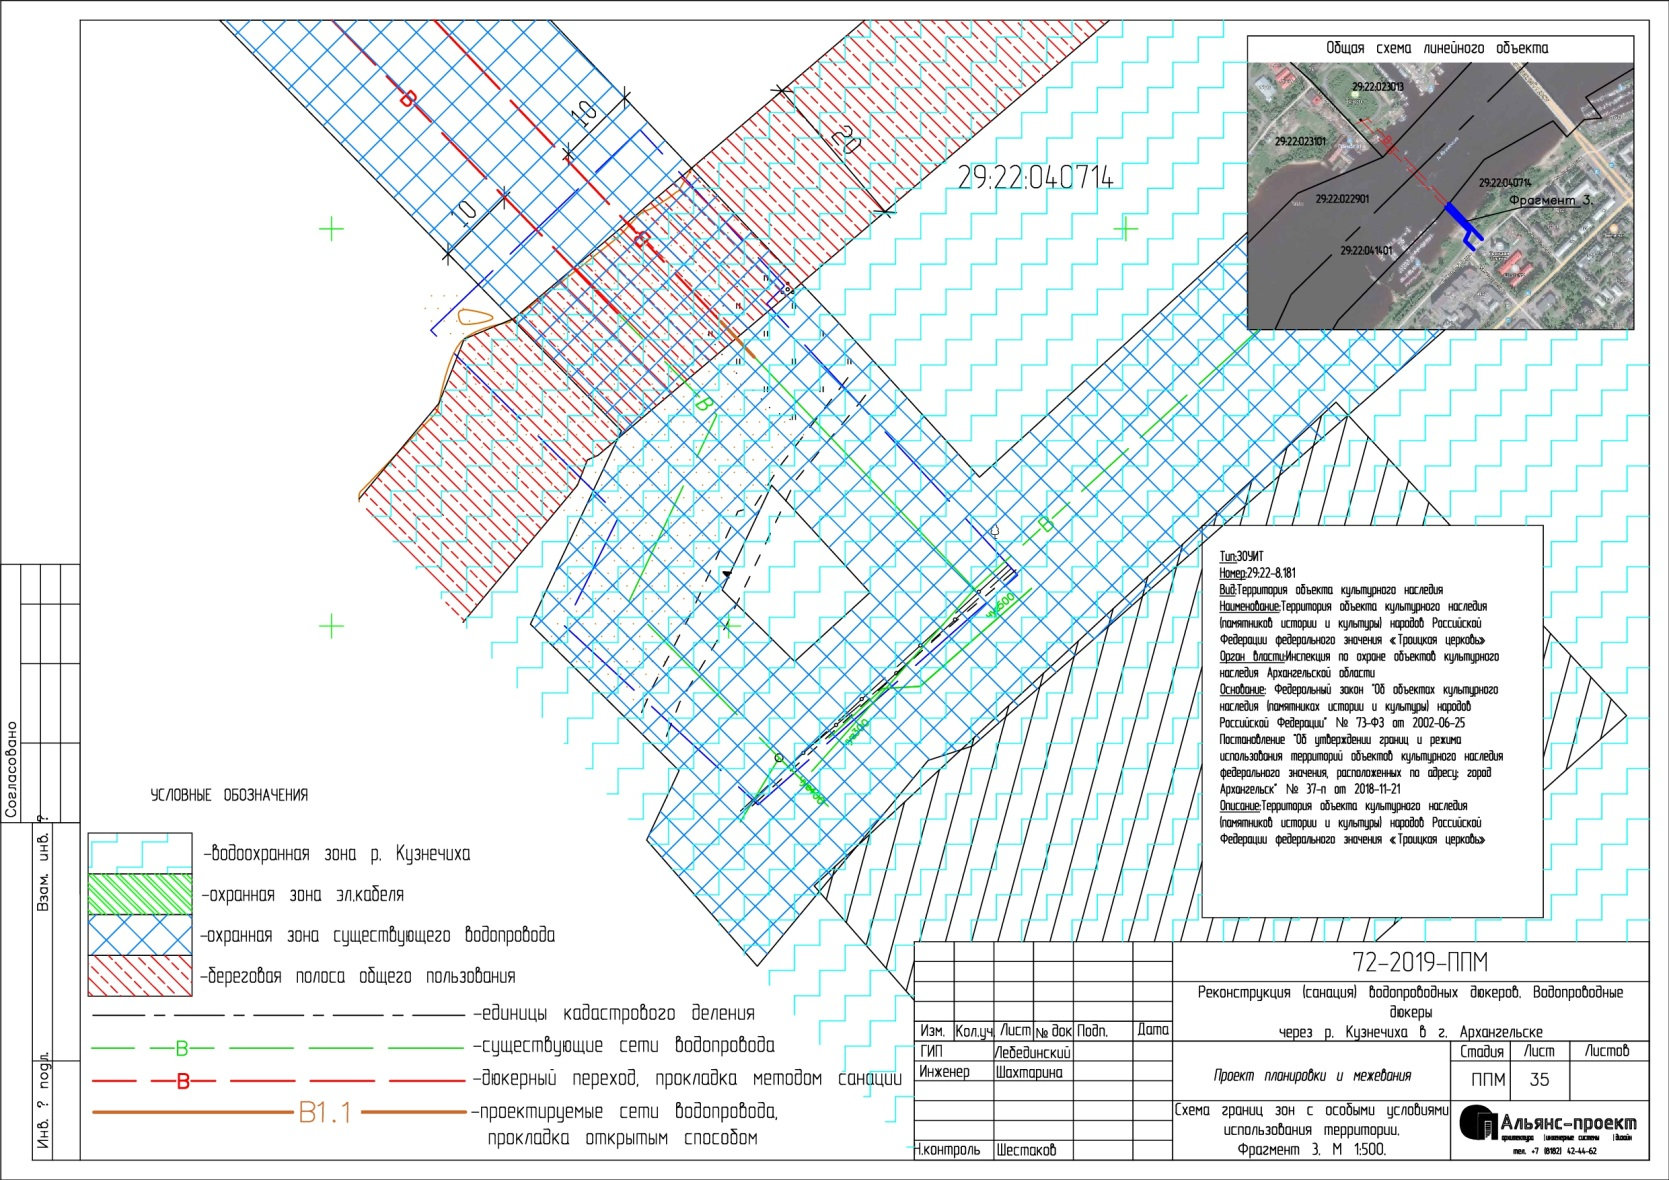 Общая схема линейного объекта
29:22:023013
29:22:023101
29:22:040714
29:22:022901
Фрагмент 3.
29:22:041401
В
10
20
10
29:22:040714
В
В
В
Тип:ЗОУИТ
Номер:29:22-8.181
Вид:Территория объекта культурного наследия
Наименование:Территория объекта культурного наследия
(памятников истории и культуры) народов Российской
Федерации федерального значения «Троицкая церковь»
Орган власти:Инспекция по охране объектов культурного
наследия Архангельской области
Основание: Федеральный закон "Об объектах культурного
наследия (памятниках истории и культуры) народов
Российской Федерации" № 73-ФЗ от 2002-06-25
Постановление "Об утверждении границ и режима
использования территорий объектов культурного наследия
федерального значения, расположенных по адресу: город
Архангельск" № 37-п от 2018-11-21
Описание:Территория объекта культурного наследия
(памятников истории и культуры) народов Российской
Федерации федерального значения «Троицкая церковь»
Согласовано
Взам. инв. ?
Инв. ? подл.
УСЛОВНЫЕ ОБОЗНАЧЕНИЯ
-водоохранная зона р. Кузнечиха
-охранная зона эл.кабеля
-охранная зона существующего водопровода
-береговая полоса общего пользования
-единицы кадастрового деления
В -существующие сети водопровода
В -дюкерный переход, прокладка методом санации
В1.1 -проектируемые сети водопровода,
прокладка открытым способом
72-2019-ППМ
Реконструкция (санация) водопроводных дюкеров. Водопроводные
дюкеры
через р. Кузнечиха в г. Архангельске
Изм. Кол.уч Лист № док Подп. Дата
ГИП Лебединский
Инженер Шахтарина
Н.контроль Шестаков
Проект планировки и межевания
Стадия Лист Листов
ППМ 35
Схема границ зон с особыми условиями
использования территории.
Фрагмент 3. М 1:500.
Альянс-проект
архитектура | инженерные системы | дизайн
тел. +7 (8182) 42-44-62